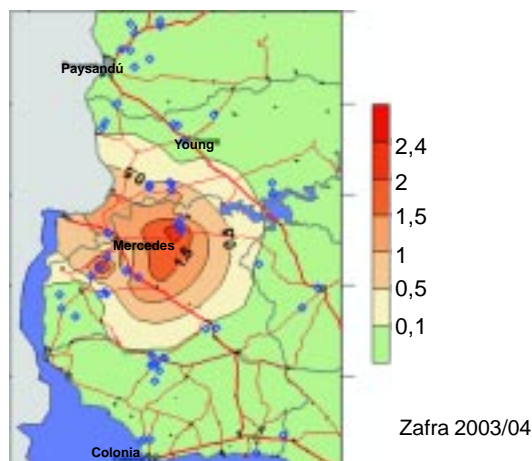 Paysandú
Young
Mercedes
Colonia
2,4
2
1,5
1
0,5
0,1
Zafra 2003/04